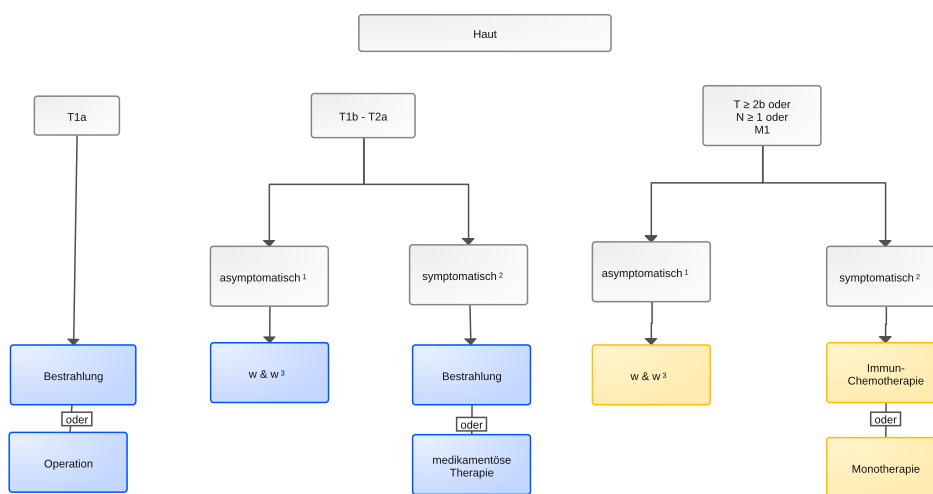 Haut
T1a
T1b - T2a
T ≥ 2b oder
N ≥ 1 oder
M1
asymptomatisch 1
symptomatisch 2
asymptomatisch 1
symptomatisch 2
Bestrahlung
w & w 3
Bestrahlung
w & w 3
Immun-
Chemotherapie
oder
oder
oder
Operation
medikamentöse
Therapie
Monotherapie